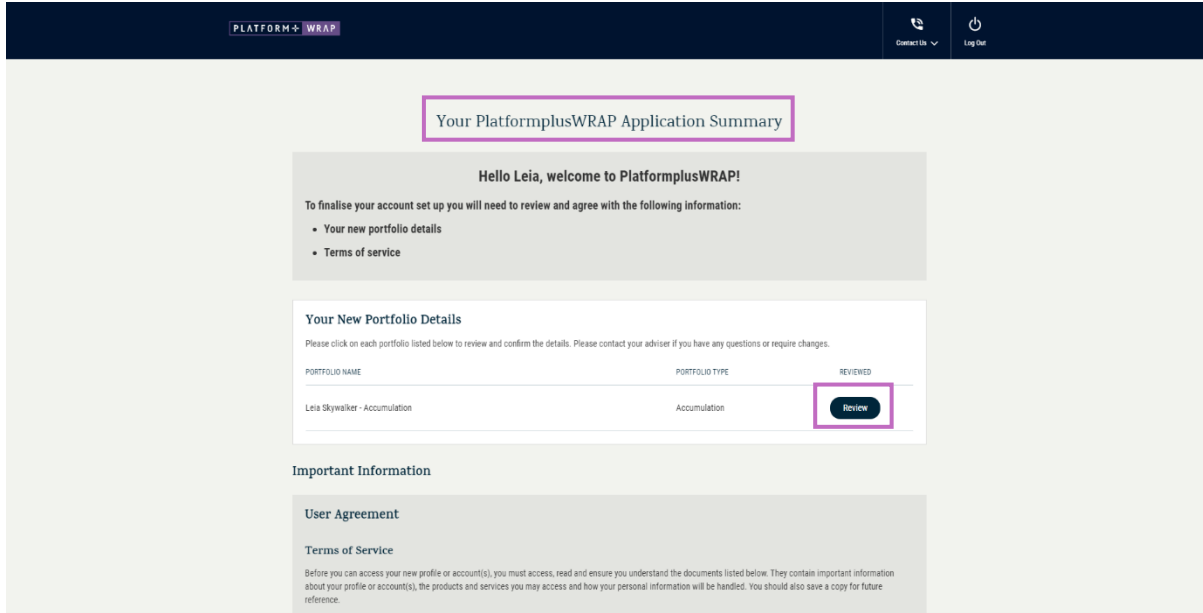 PLATFORM+ WRAP
Contact Us
Log Out
Your PlatformplusWRAP Application Summary
Hello Leia, welcome to PlatformplusWRAP!
To finalise your account set up you will need to review and agree with the following information:
• Your new portfolio details
• Terms of service
Your New Portfolio Details
Please click on each portfolio listed below to review and confirm the details. Please contact your adviser if you have any questions or require changes.
PORTFOLIO NAME PORTFOLIO TYPE REVIEWED
Leia Skywalker - Accumulation Accumulation Review
Important Information
User Agreement
Terms of Service
Before you can access your new profile or account(s), you must access, read and ensure you understand the documents listed below. They contain important information
about your profile or account(s), the products and services you may access and how your personal information will be handled. You should also save a copy for future
reference.